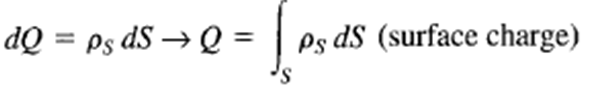 dQ = ρ_S dS → Q = ∫_S ρ_S dS (surface charge)